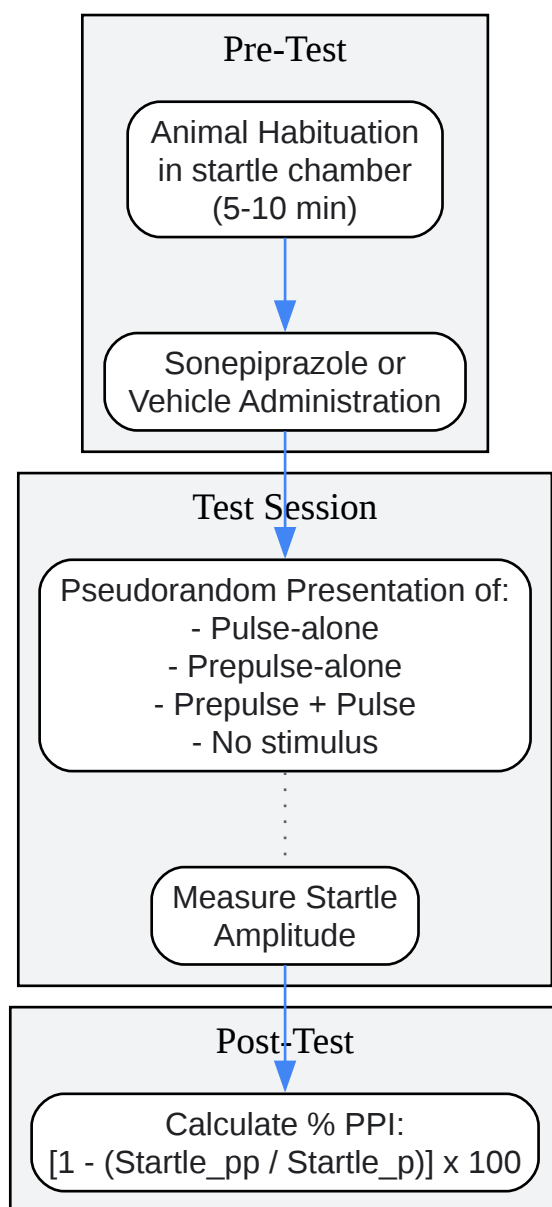 Pre-Test
Animal Habituation
in startle chamber
(5-10 min)
Sonepiprazole or
Vehicle Administration
Test Session
Pseudorandom Presentation of:
- Pulse-alone
- Prepulse-alone
- Prepulse + Pulse
- No stimulus
Measure Startle
Amplitude
Post-Test
Calculate % PPI:
[1 - (Startle_pp / Startle_p)] x 100